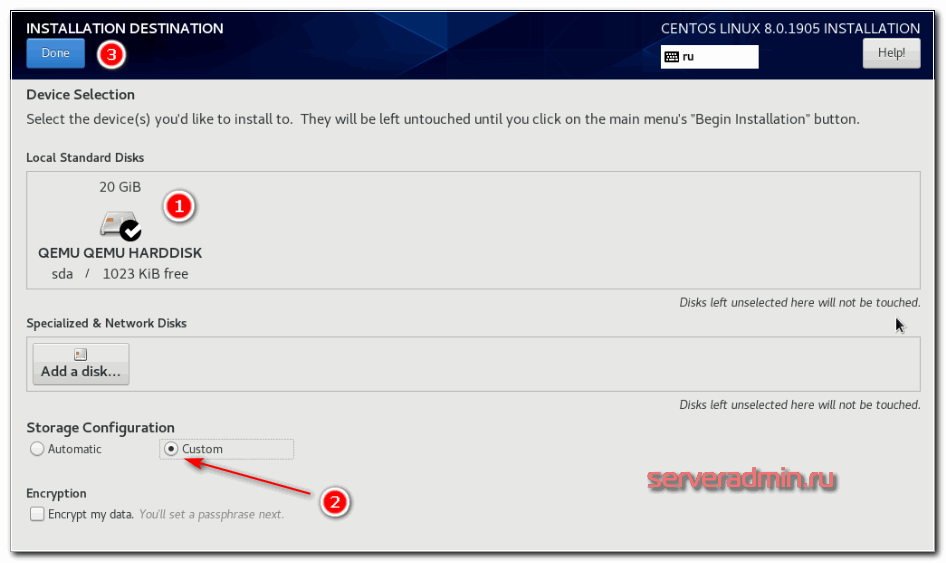 INSTALLATION DESTINATION
CENTOS LINUX 8.0.1905 INSTALLATION
Done
3
ru
Help!
Device Selection
Select the device(s) you'd like to install to. They will be left untouched until you click on the main menu's "Begin Installation" button.
Local Standard Disks
20 GiB
1
QEMU QEMU HARDDISK
sda / 1023 KiB free
Disks left unselected here will not be touched.
Specialized & Network Disks
Add a disk...
Disks left unselected here will not be touched.
Storage Configuration
Automatic
Custom
serveradmin.ru
2
Encryption
Encrypt my data. You'll set a passphrase next.